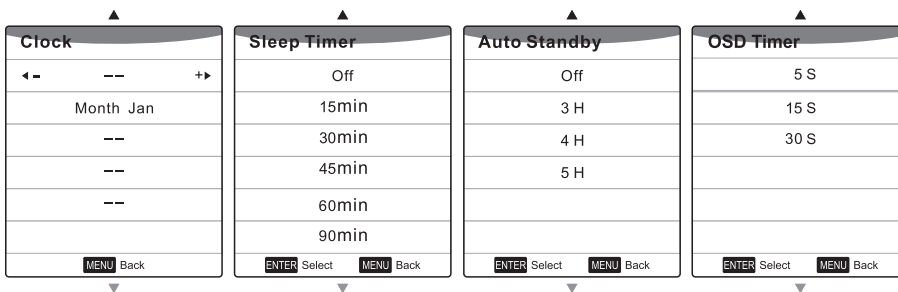 Clock
-- +
Month Jan
--
--
--
MENU Back
Sleep Timer
Off
15min
30min
45min
60min
90min
ENTER Select MENU Back
Auto Standby
Off
3 H
4 H
5 H
ENTER Select MENU Back
OSD Timer
5 S
15 S
30 S
ENTER Select MENU Back